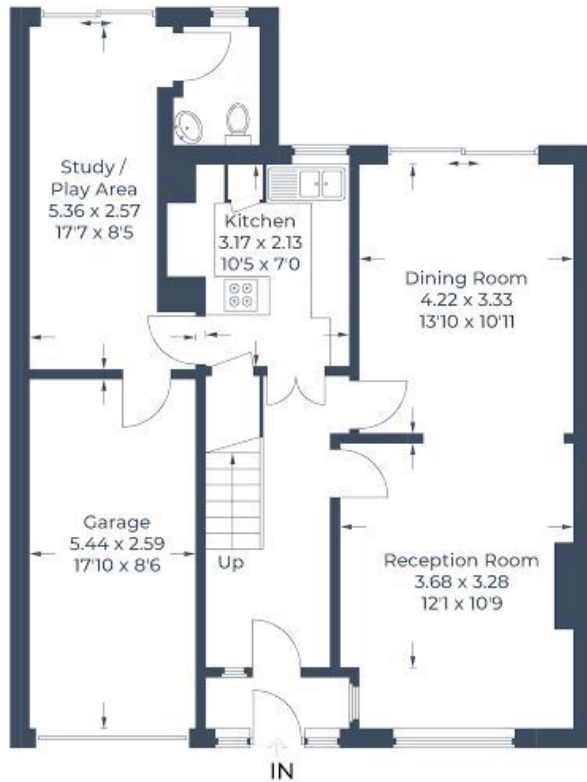 Study /
Play Area
5.36 x 2.57
17'7 x 8'5
Kitchen
3.17 x 2.13
10'5 x 7'0
Dining Room
4.22 x 3.33
13'10 x 10'11
Garage
5.44 x 2.59
17'10 x 8'6
Up
Reception Room
3.68 x 3.28
12'1 x 10'9
IN